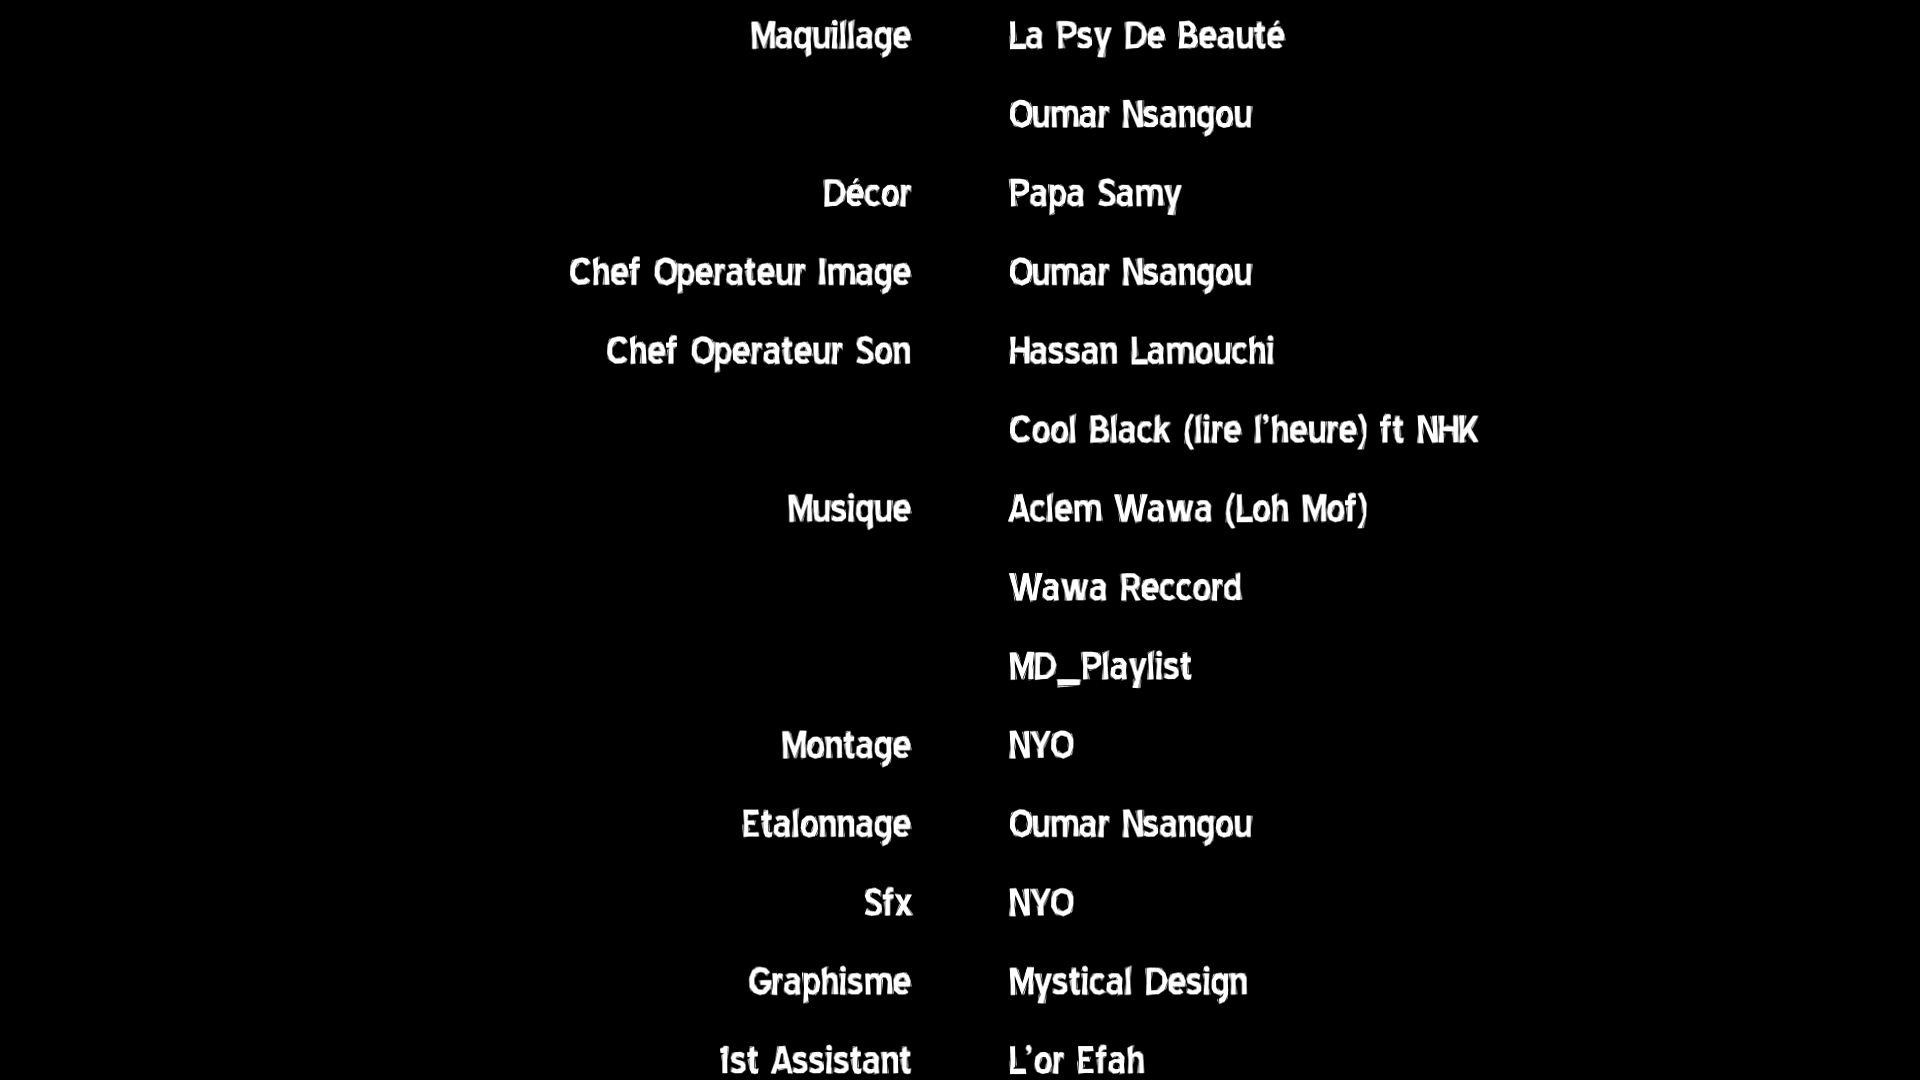 Maquillage La Psy De Beauté
Oumar Nsangou
Décor Papa Samy
Chef Operateur Image Oumar Nsangou
Chef Operateur Son Hassan Lamouchi
Cool Black (lire l'heure) ft NHK
Musique Aclem Wawa (Loh Mof)
Wawa Reccord
MD_Playlist
Montage NYO
Etalonnage Oumar Nsangou
Sfx NYO
Graphisme Mystical Design
1st Assistant L'or Efah